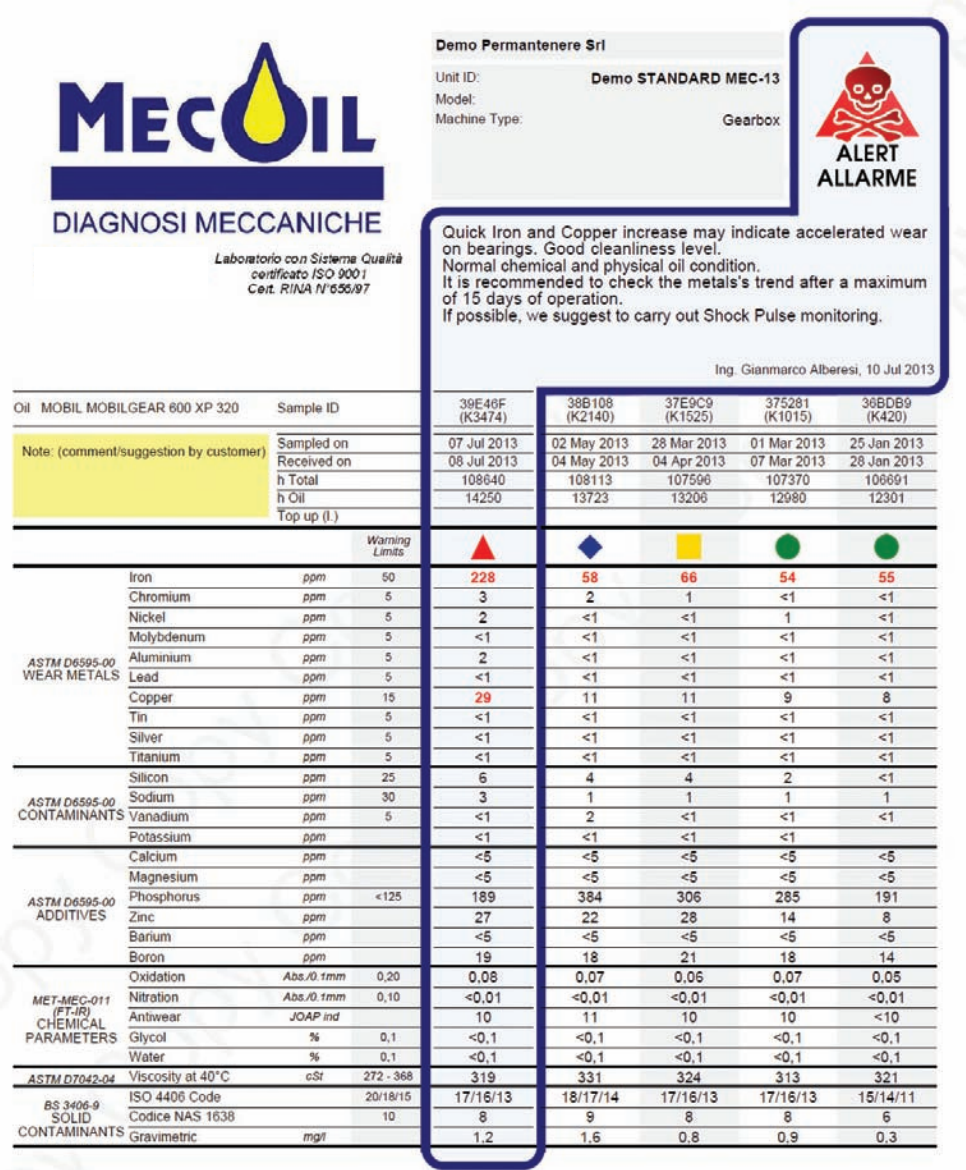 MECOIL
DIAGNOSI MECCANICHE
Laboratorio con Sistema Qualità
certificato ISO 9001
Cert. RINA N°656/97
Demo Permantenere Srl
Unit ID: Demo STANDARD MEC-13
Model:
Machine Type: Gearbox
ALERT
ALLARME
Quick Iron and Copper increase may indicate accelerated wear
on bearings. Good cleanliness level.
Normal chemical and physical oil condition.
It is recommended to check the metals's trend after a maximum
of 15 days of operation.
If possible, we suggest to carry out Shock Pulse monitoring.
Ing. Gianmarco Alberesi, 10 Jul 2013
Oil MOBIL MOBILGEAR 600 XP 320 Sample ID 39E46F 38B108 37E9C9 375281 36BDB9
(K3474) (K2140) (K1525) (K1015) (K420)
Note: (comment/suggestion by customer)
Sampled on 07 Jul 2013 02 May 2013 28 Mar 2013 01 Mar 2013 25 Jan 2013
Received on 08 Jul 2013 04 May 2013 04 Apr 2013 07 Mar 2013 28 Jan 2013
h Total 108640 108113 107596 107370 106691
h Oil 14250 13723 13206 12980 12301
Top up (l.)
Warning
Limits
ASTM D6595-00
WEAR METALS
Iron ppm 50 228 58 66 54 55
Chromium ppm 5 3 2 1 <1 <1
Nickel ppm 5 2 <1 <1 1 <1
Molybdenum ppm 5 <1 <1 <1 <1 <1
Aluminium ppm 5 2 <1 <1 <1 <1
Lead ppm 5 <1 <1 <1 <1 <1
Copper ppm 15 29 11 11 9 8
Tin ppm 5 <1 <1 <1 <1 <1
Silver ppm 5 <1 <1 <1 <1 <1
Titanium ppm 5 <1 <1 <1 <1 <1
ASTM D6595-00
CONTAMINANTS
Silicon ppm 25 6 4 4 2 <1
Sodium ppm 30 3 1 1 1 1
Vanadium ppm 5 <1 2 <1 <1 <1
Potassium ppm <1 <1 <1 <1
ASTM D6595-00
ADDITIVES
Calcium ppm <5 <5 <5 <5 <5
Magnesium ppm <5 <5 <5 <5 <5
Phosphorus ppm <125 189 384 306 285 191
Zinc ppm 27 22 28 14 8
Barium ppm <5 <5 <5 <5 <5
Boron ppm 19 18 21 18 14
MET-MEC-011
(FT-IR)
CHEMICAL
PARAMETERS
Oxidation Abs./0.1mm 0,20 0,08 0,07 0,06 0,07 0,05
Nitration Abs./0.1mm 0,10 <0,01 <0,01 <0,01 <0,01 <0,01
Antiwear JOAP ind 10 11 10 10 <10
Glycol % 0,1 <0,1 <0,1 <0,1 <0,1 <0,1
Water % 0,1 <0,1 <0,1 <0,1 <0,1 <0,1
ASTM D7042-04 Viscosity at 40°C cSt 272 - 368 319 331 324 313 321
BS 3406-9
SOLID
CONTAMINANTS
ISO 4406 Code 20/18/15 17/16/13 18/17/14 17/16/13 17/16/13 15/14/11
Codice NAS 1638 10 8 9 8 8 6
Gravimetric mg/l 1,2 1,6 0,8 0,9 0,3